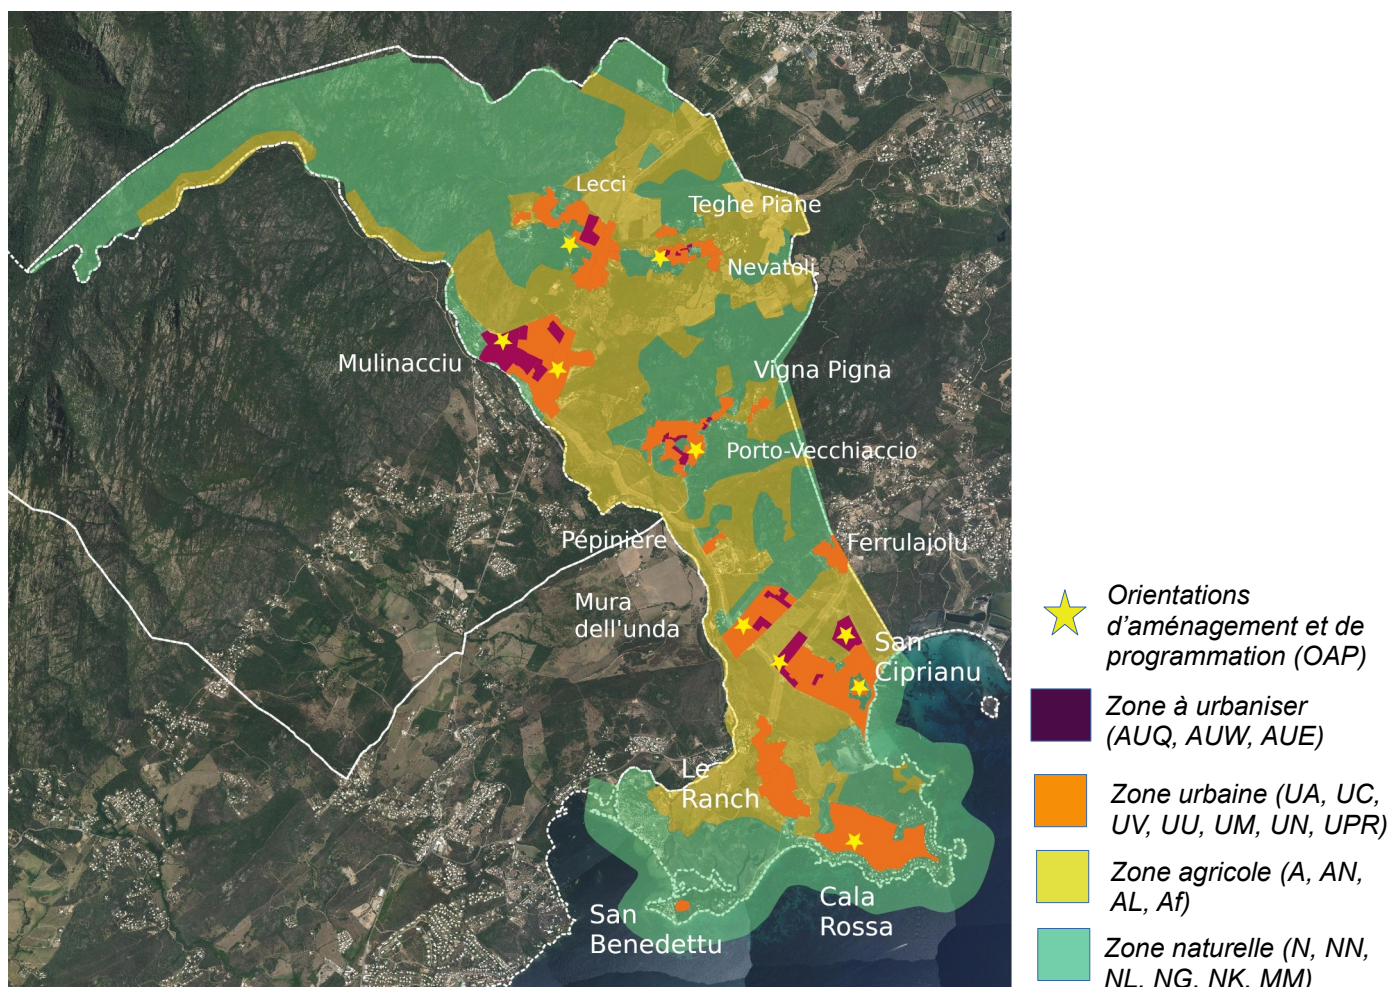 Lecci
Teghe Piane
Nevatoli
Mulinacciu
Vigna Pigna
Porto-Vecchiaccio
Pépinière
Ferrulajolu
Mura
dell'unda
San
Ciprianu
Le
Ranch
Cala
Rossa
San
Benedettu
Orientations
d’aménagement et de
programmation (OAP)
Zone à urbaniser
(AUQ, AUW, AUE)
Zone urbaine (UA, UC,
UV, UU, UM, UN, UPR)
Zone agricole (A, AN,
AL, Af)
Zone naturelle (N, NN,
NL, NG, NK, MM)